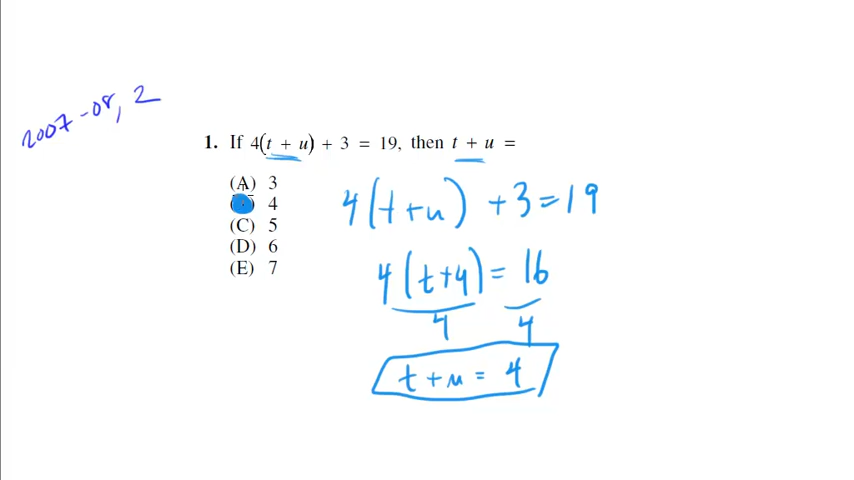 2007-08, 2
1. If 4(t + u) + 3 = 19, then t + u =
(A) 3
4
(C) 5
(D) 6
(E) 7
4(t+u) + 3 = 19
4(t+u) = 16
4 4
t + u = 4